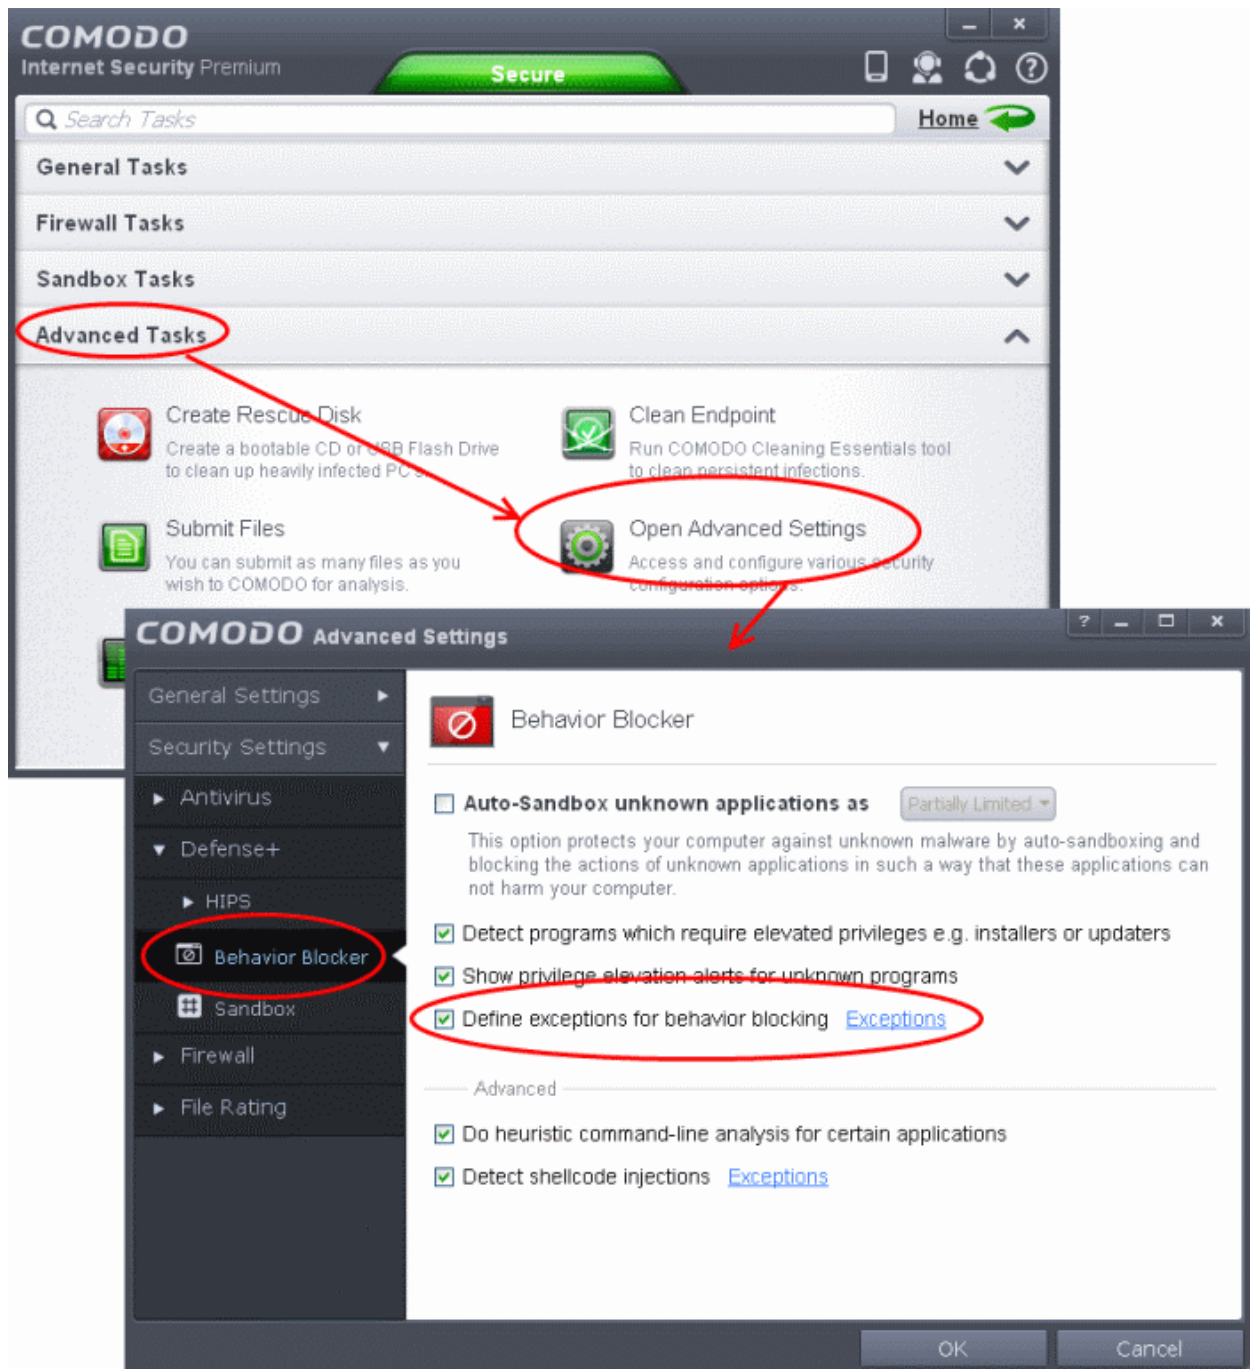 COMODO
Internet Security Premium
Secure
Search Tasks
Home
General Tasks
Firewall Tasks
Sandbox Tasks
Advanced Tasks
Create Rescue Disk
Create a bootable CD or USB Flash Drive
to clean up heavily infected PC's.
Clean Endpoint
Run COMODO Cleaning Essentials tool
to clean persistent infections.
Submit Files
You can submit as many files as you
wish to COMODO for analysis.
Open Advanced Settings
Access and configure various security
configuration options.
COMODO Advanced Settings
General Settings
Security Settings
Antivirus
Defense+
HIPS
Behavior Blocker
Sandbox
Firewall
File Rating
Behavior Blocker
Auto-Sandbox unknown applications as Partially Limited
This option protects your computer against unknown malware by auto-sandboxing and
blocking the actions of unknown applications in such a way that these applications can
not harm your computer.
Detect programs which require elevated privileges e.g. installers or updaters
Show privilege elevation alerts for unknown programs
Define exceptions for behavior blocking Exceptions
Advanced
Do heuristic command-line analysis for certain applications
Detect shellcode injections Exceptions
OK
Cancel